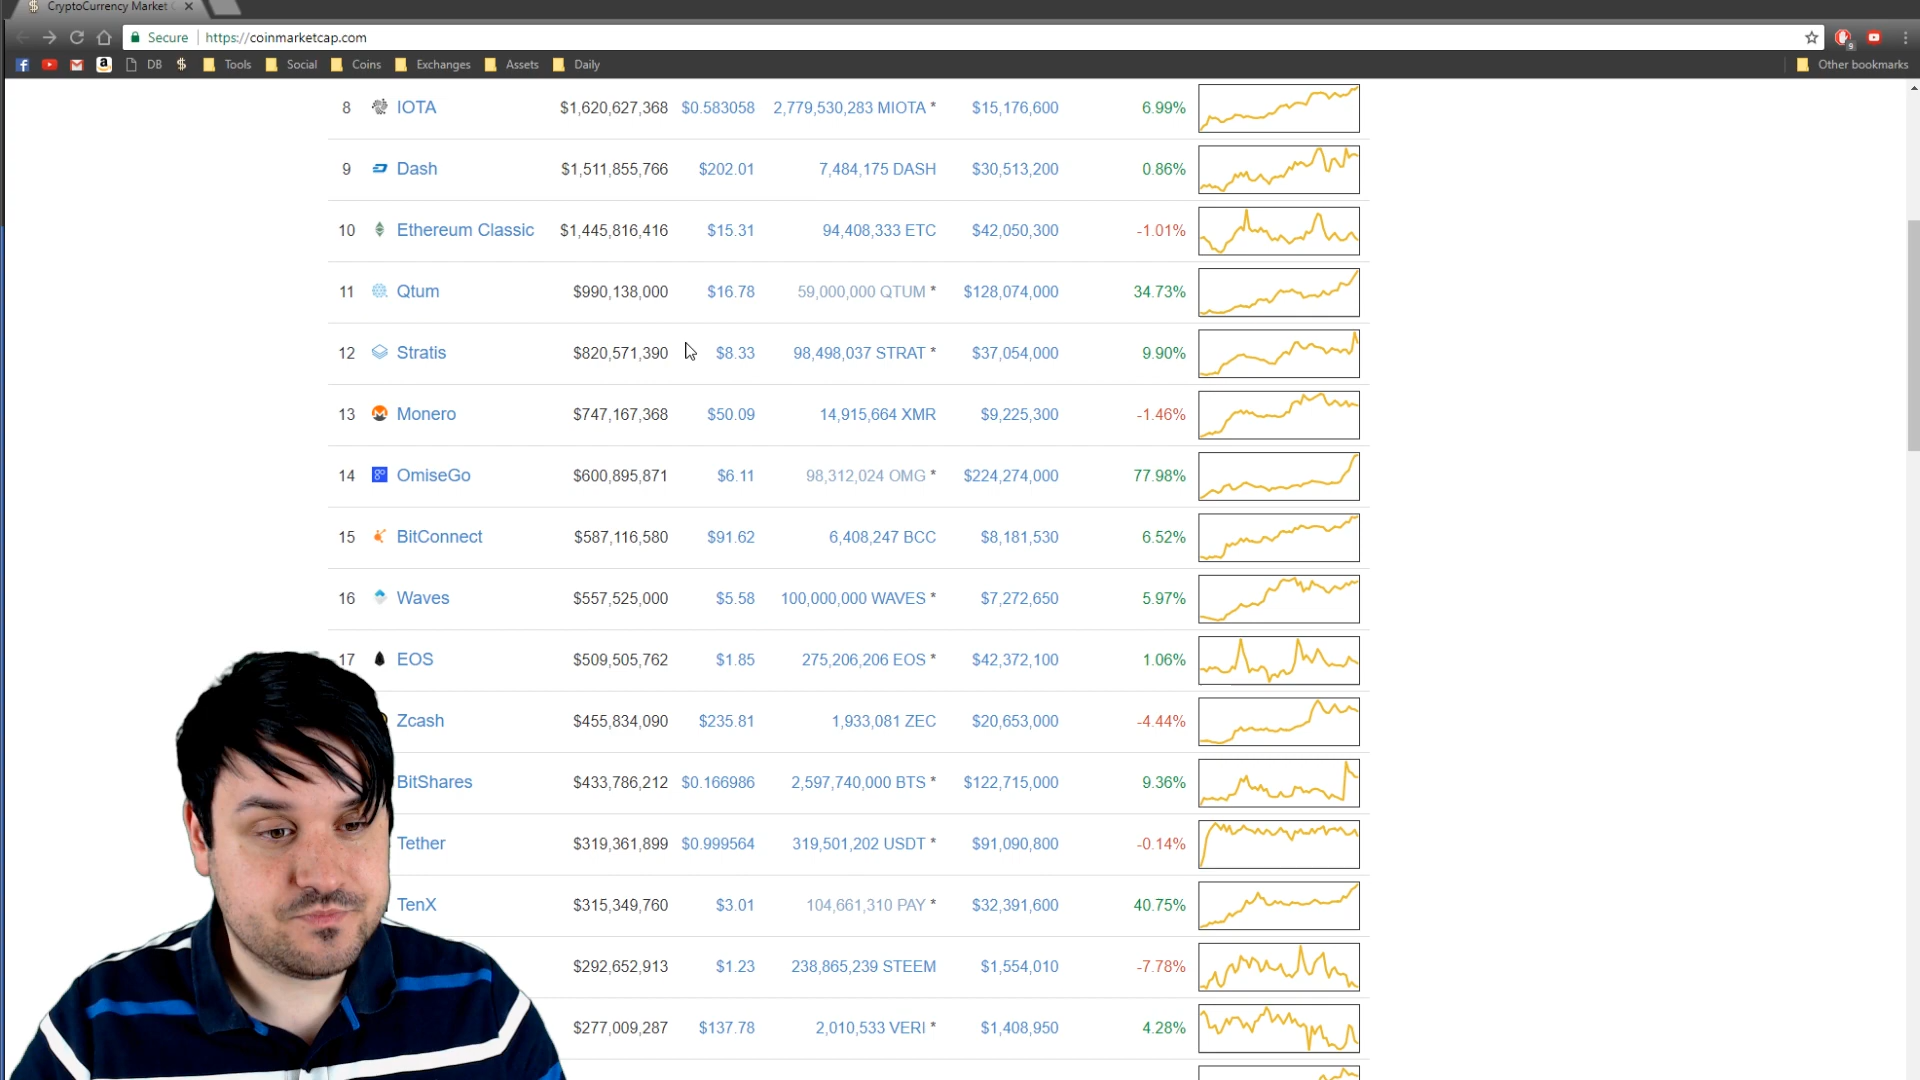 CryptoCurrency Market
Secure https://coinmarketcap.com
DB $ Tools Social Coins Exchanges Assets Daily Other bookmarks
8 IOTA $1,620,627,368 $0.583058 2,779,530,283 MIOTA * $15,176,600 6.99%
9 Dash $1,511,855,766 $202.01 7,484,175 DASH $30,513,200 0.86%
10 Ethereum Classic $1,445,816,416 $15.31 94,408,333 ETC $42,050,300 -1.01%
11 Qtum $990,138,000 $16.78 59,000,000 QTUM * $128,074,000 34.73%
12 Stratis $820,571,390 $8.33 98,498,037 STRAT * $37,054,000 9.90%
13 Monero $747,167,368 $50.09 14,915,664 XMR $9,225,300 -1.46%
14 OmiseGo $600,895,871 $6.11 98,312,024 OMG * $224,274,000 77.98%
15 BitConnect $587,116,580 $91.62 6,408,247 BCC $8,181,530 6.52%
16 Waves $557,525,000 $5.58 100,000,000 WAVES * $7,272,650 5.97%
17 EOS $509,505,762 $1.85 275,206,206 EOS * $42,372,100 1.06%
Zcash $455,834,090 $235.81 1,933,081 ZEC $20,653,000 -4.44%
BitShares $433,786,212 $0.166986 2,597,740,000 BTS * $122,715,000 9.36%
Tether $319,361,899 $0.999564 319,501,202 USDT * $91,090,800 -0.14%
TenX $315,349,760 $3.01 104,661,310 PAY * $32,391,600 40.75%
$292,652,913 $1.23 238,865,239 STEEM $1,554,010 -7.78%
$277,009,287 $137.78 2,010,533 VERI * $1,408,950 4.28%